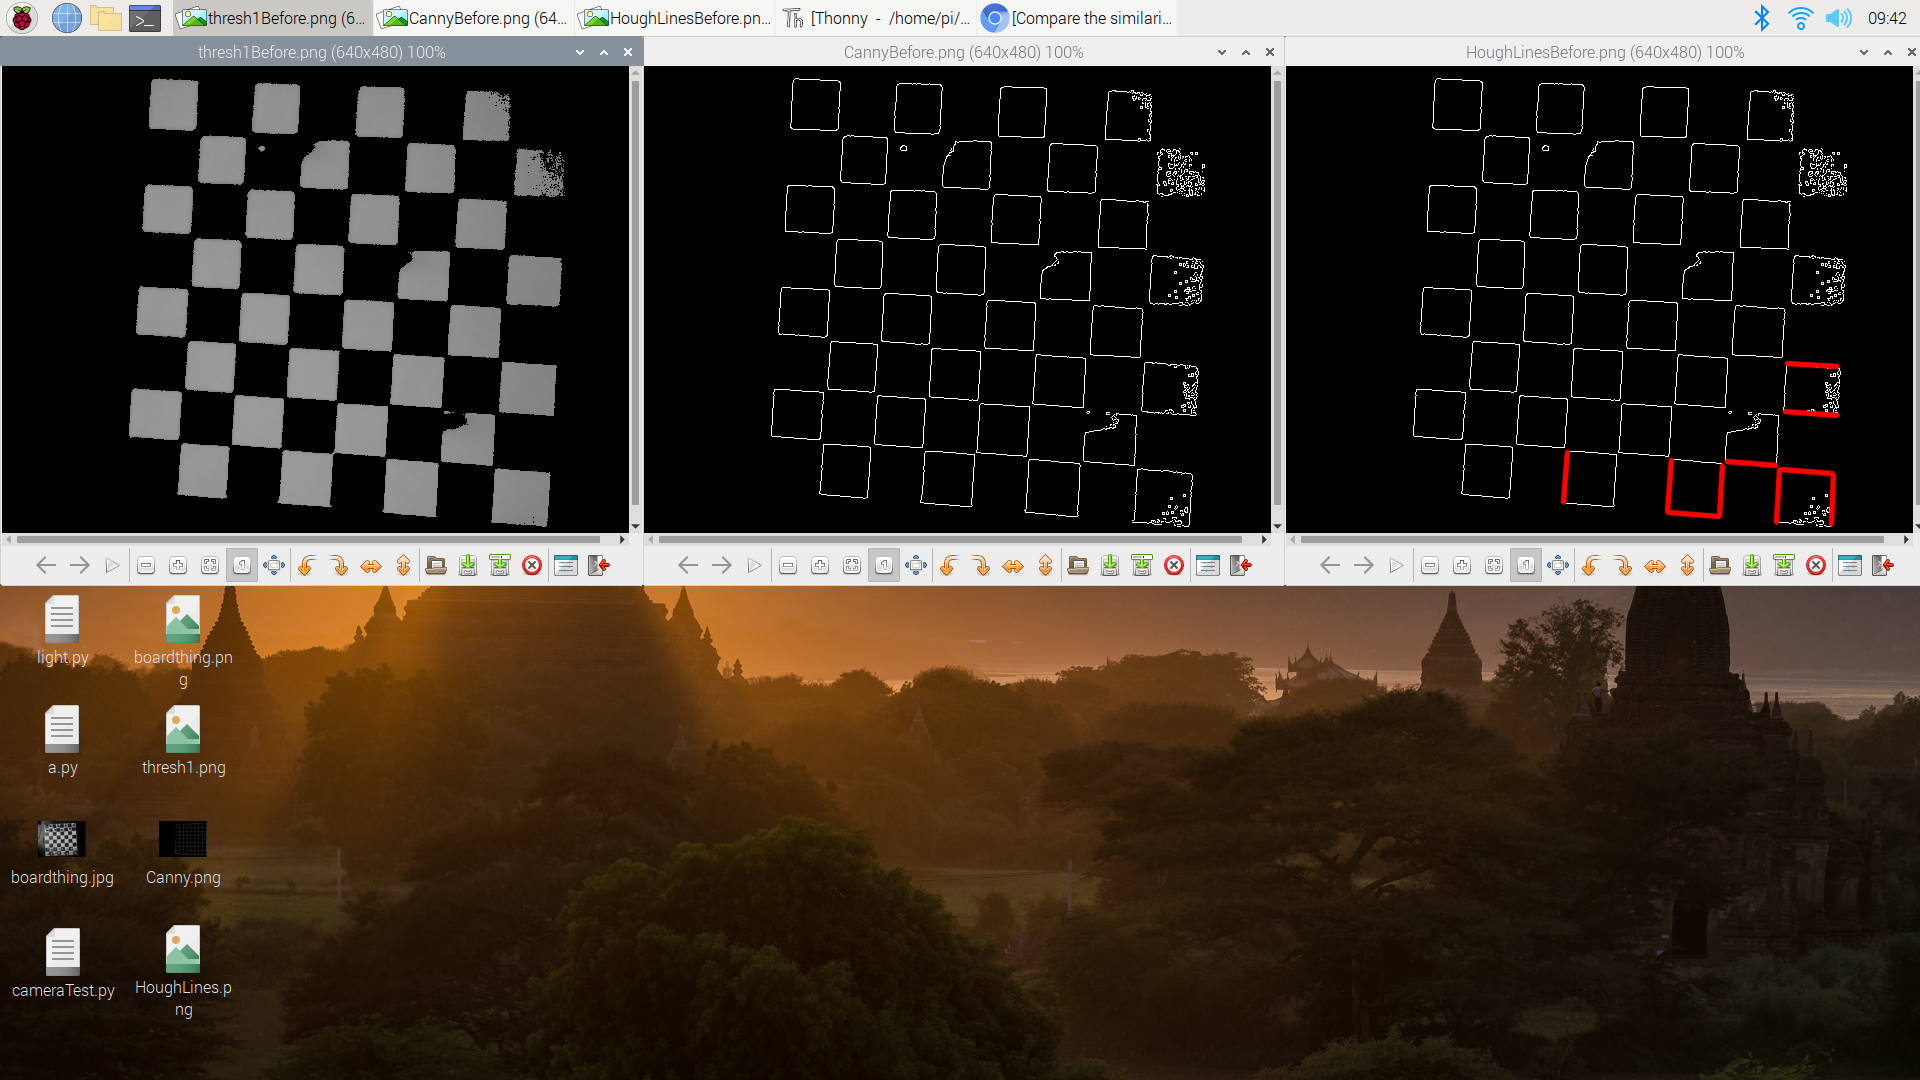 thresh1Before.png (6...
CannyBefore.png (64...
HoughLinesBefore.pn...
Th
[Thonny - /home/pi/...
[Compare the similari...
09:42
thresh1Before.png (640x480) 100%
CannyBefore.png (640x480) 100%
HoughLinesBefore.png (640x480) 100%
light.py
boardthing.pn
g
a.py
thresh1.png
boardthing.jpg
Canny.png
cameraTest.py
HoughLines.p
ng